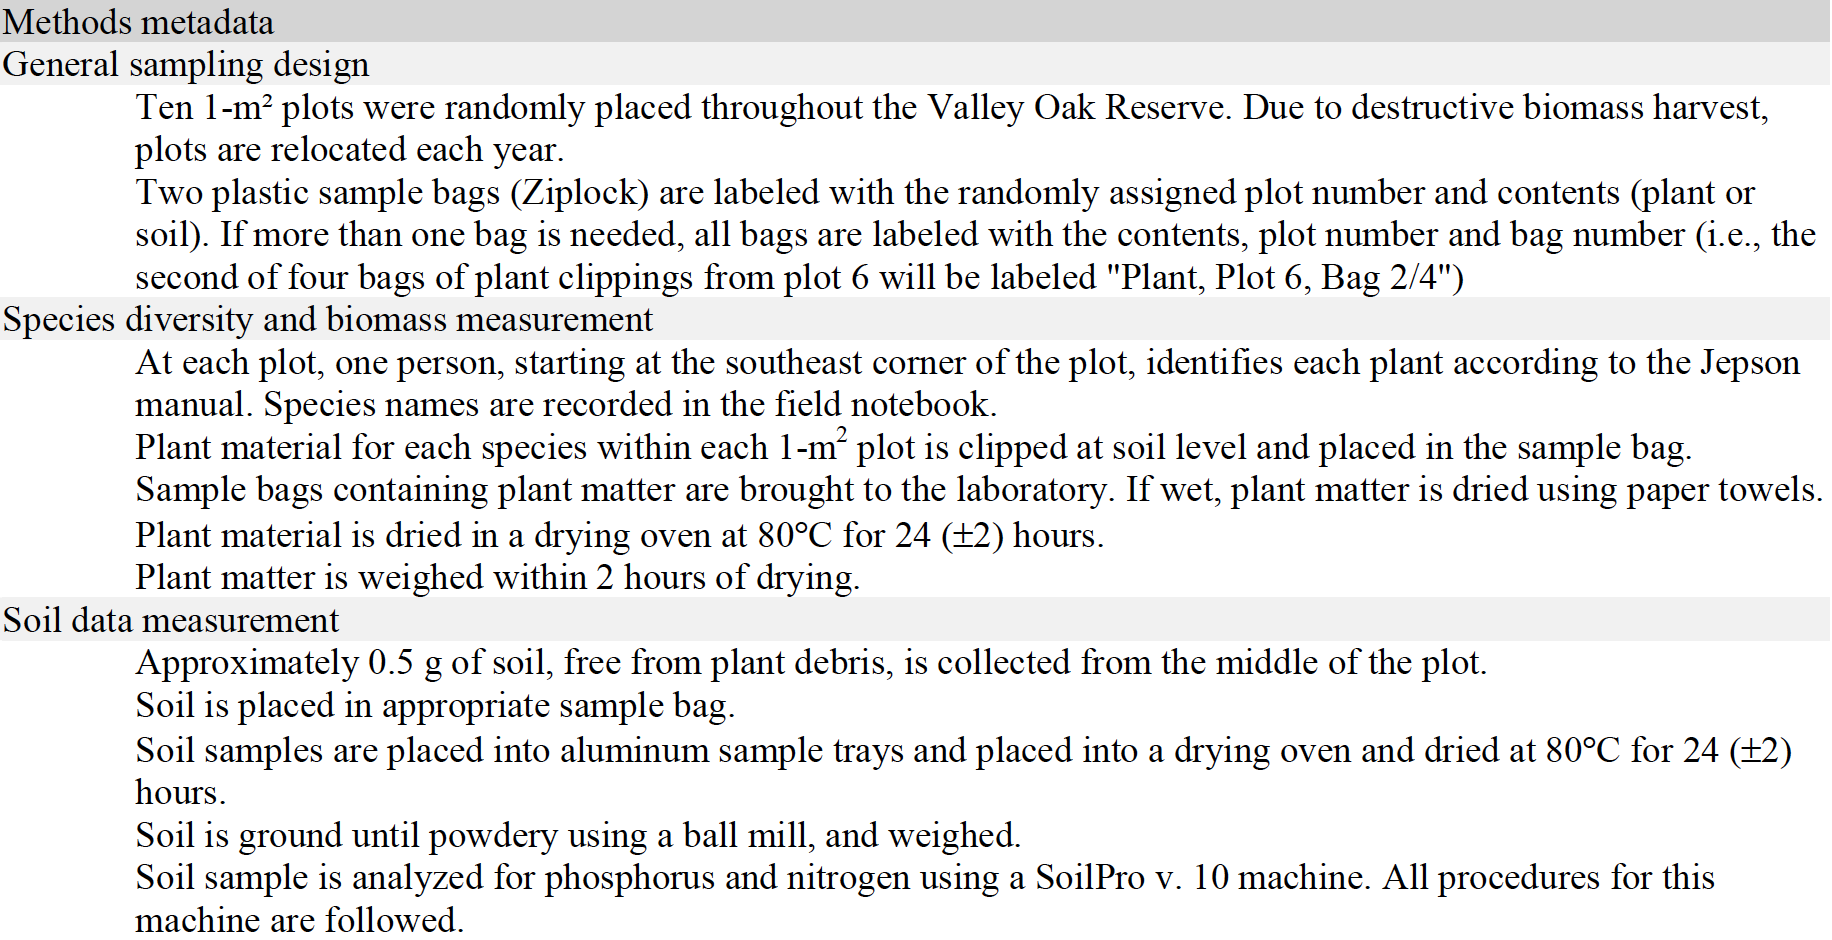 Methods metadata
General sampling design
Ten 1-m² plots were randomly placed throughout the Valley Oak Reserve. Due to destructive biomass harvest,
plots are relocated each year.
Two plastic sample bags (Ziplock) are labeled with the randomly assigned plot number and contents (plant or
soil). If more than one bag is needed, all bags are labeled with the contents, plot number and bag number (i.e., the
second of four bags of plant clippings from plot 6 will be labeled "Plant, Plot 6, Bag 2/4")
Species diversity and biomass measurement
At each plot, one person, starting at the southeast corner of the plot, identifies each plant according to the Jepson
manual. Species names are recorded in the field notebook.
Plant material for each species within each 1-m² plot is clipped at soil level and placed in the sample bag.
Sample bags containing plant matter are brought to the laboratory. If wet, plant matter is dried using paper towels.
Plant material is dried in a drying oven at 80°C for 24 (±2) hours.
Plant matter is weighed within 2 hours of drying.
Soil data measurement
Approximately 0.5 g of soil, free from plant debris, is collected from the middle of the plot.
Soil is placed in appropriate sample bag.
Soil samples are placed into aluminum sample trays and placed into a drying oven and dried at 80°C for 24 (±2)
hours.
Soil is ground until powdery using a ball mill, and weighed.
Soil sample is analyzed for phosphorus and nitrogen using a SoilPro v. 10 machine. All procedures for this
machine are followed.